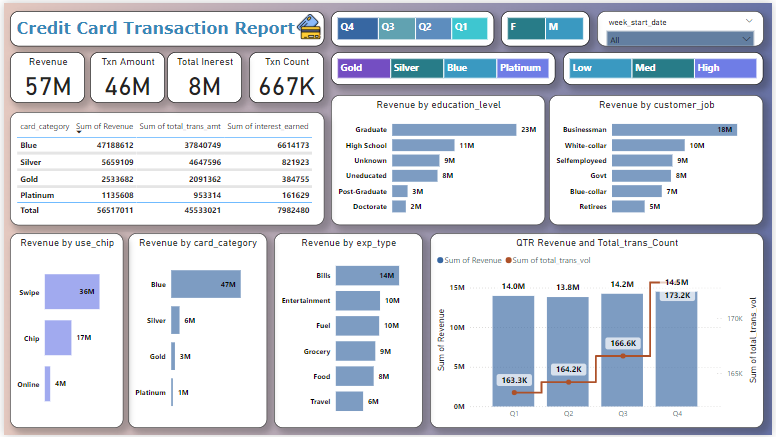 Credit Card Transaction Report
Q4 Q3 Q2 Q1
F M
week_start_date
All
Revenue
57M
Txn Amount
46M
Total Inerest
8M
Txn Count
667K
Gold Silver Blue Platinum
Low Med High
card_category Sum of Revenue Sum of total_trans_amt Sum of interest_earned
Blue 47188612 37840749 6614173
Silver 5659109 4647596 821923
Gold 2533682 2091362 384755
Platinum 1135608 953314 161629
Total 56517011 45533021 7982480
Revenue by education_level
Graduate 23M
High School 11M
Unknown 9M
Uneducated 8M
Post-Graduate 3M
Doctorate 2M
Revenue by customer_job
Businessman 18M
White-collar 10M
Selfemployeed 9M
Govt 8M
Blue-collar 7M
Retirees 5M
Revenue by use_chip
Swipe 36M
Chip 17M
Online 4M
Revenue by card_category
Blue 47M
Silver 6M
Gold 3M
Platinum 1M
Revenue by exp_type
Bills 14M
Entertainment 10M
Fuel 10M
Grocery 9M
Food 8M
Travel 6M
QTR Revenue and Total_trans_Count
Sum of Revenue Sum of total_trans_vol
Sum of Revenue
15M
10M
5M
0M
14.0M 13.8M 14.2M 14.5M
163.3K 164.2K 166.6K 173.2K
Q1 Q2 Q3 Q4
170K
165K
Sum of total_trans_vol